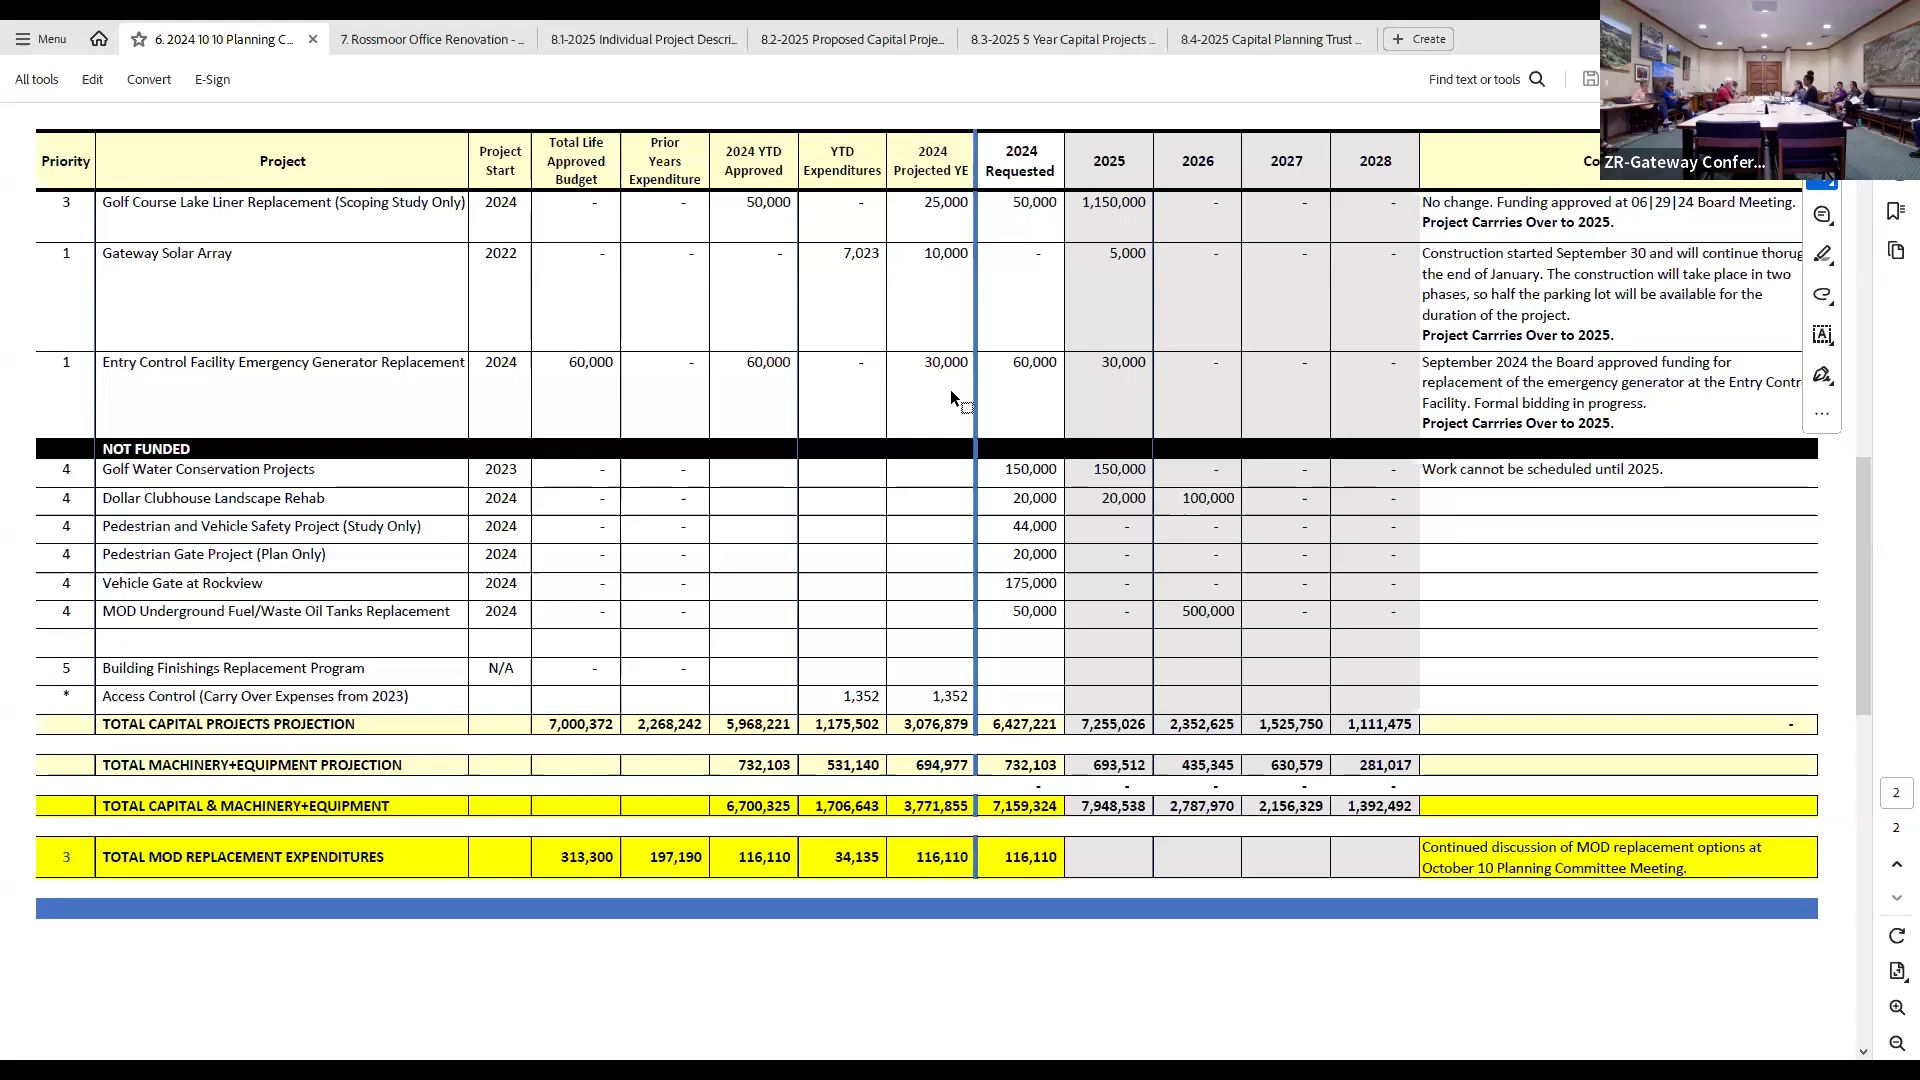 Menu
6. 2024 10 10 Planning C...
7. Rossmoor Office Renovation - ...
8.1-2025 Individual Project Descri...
8.2-2025 Proposed Capital Proje...
8.3-2025 5 Year Capital Projects ...
8.4-2025 Capital Planning Trust ...
Create
All tools Edit Convert E-Sign
Find text or tools
ZR-Gateway Confer...
Priority Project Project Start Total Life Approved Budget Prior Years Expenditure 2024 YTD Approved YTD Expenditures 2024 Projected YE 2024 Requested 2025 2026 2027 2028 Co
3 Golf Course Lake Liner Replacement (Scoping Study Only) 2024 - - 50,000 - 25,000 50,000 1,150,000 - - - No change. Funding approved at 06|29|24 Board Meeting.
Project Carrries Over to 2025.
1 Gateway Solar Array 2022 - - - 7,023 10,000 - 5,000 - - - Construction started September 30 and will continue thoroug
the end of January. The construction will take place in two
phases, so half the parking lot will be available for the
duration of the project.
Project Carrries Over to 2025.
1 Entry Control Facility Emergency Generator Replacement 2024 60,000 - 60,000 - 30,000 60,000 30,000 - - - September 2024 the Board approved funding for
replacement of the emergency generator at the Entry Contr
Facility. Formal bidding in progress.
Project Carrries Over to 2025.
NOT FUNDED
4 Golf Water Conservation Projects 2023 - - 150,000 150,000 - - - Work cannot be scheduled until 2025.
4 Dollar Clubhouse Landscape Rehab 2024 - - 20,000 20,000 100,000 - -
4 Pedestrian and Vehicle Safety Project (Study Only) 2024 - - 44,000 - - - -
4 Pedestrian Gate Project (Plan Only) 2024 - - 20,000 - - - -
4 Vehicle Gate at Rockview 2024 - - 175,000 - - - -
4 MOD Underground Fuel/Waste Oil Tanks Replacement 2024 - - 50,000 - 500,000 - -
5 Building Finishings Replacement Program N/A - -
* Access Control (Carry Over Expenses from 2023) 1,352 1,352
TOTAL CAPITAL PROJECTS PROJECTION 7,000,372 2,268,242 5,968,221 1,175,502 3,076,879 6,427,221 7,255,026 2,352,625 1,525,750 1,111,475 -
TOTAL MACHINERY+EQUIPMENT PROJECTION 732,103 531,140 694,977 732,103 693,512 435,345 630,579 281,017
- - - - -
TOTAL CAPITAL & MACHINERY+EQUIPMENT 6,700,325 1,706,643 3,771,855 7,159,324 7,948,538 2,787,970 2,156,329 1,392,492
3 TOTAL MOD REPLACEMENT EXPENDITURES 313,300 197,190 116,110 34,135 116,110 116,110 Continued discussion of MOD replacement options at
October 10 Planning Committee Meeting.
2
2